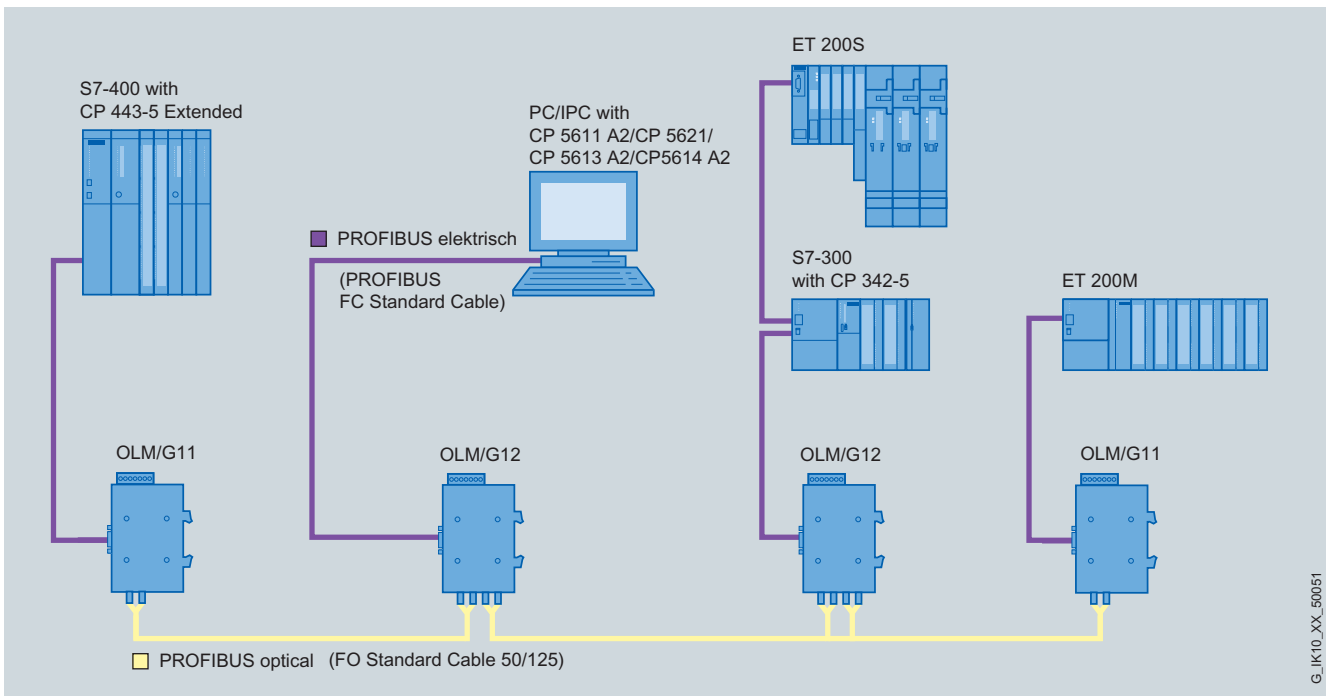 ET 200S
S7-400 with
CP 443-5 Extended
PC/IPC with
CP 5611 A2/CP 5621/
CP 5613 A2/CP5614 A2
PROFIBUS elektrisch
(PROFIBUS
FC Standard Cable)
S7-300
with CP 342-5
ET 200M
OLM/G11
OLM/G12
OLM/G12
OLM/G11
PROFIBUS optical (FO Standard Cable 50/125)
G_IK10_XX_50051